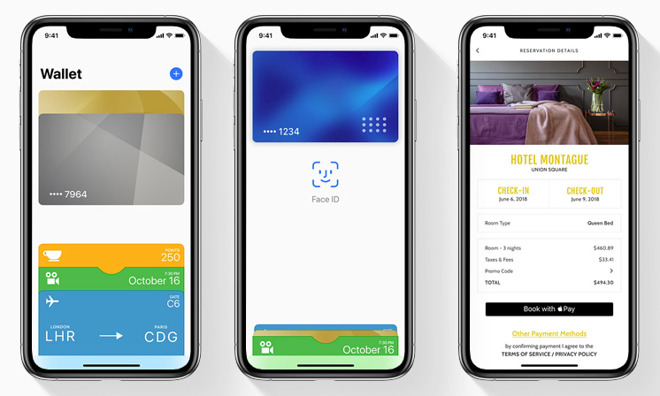 9:41
Wallet
•••• 7964
POINTS
250
7:30 PM
October 16
GATE
C6
LONDON
LHR
PARIS
CDG
9:41
•••• 1234
Face ID
7:30 PM
October 16
9:41
RESERVATION DETAILS
HOTEL MONTAGUE
UNION SQUARE
CHECK-IN
June 6, 2018
CHECK-OUT
June 9, 2018
Room Type Queen Bed
Room - 3 nights $460.89
Taxes & Fees $33.41
Promo Code
TOTAL $494.30
Book with Pay
Other Payment Methods
by confirming payment I agree to the
TERMS OF SERVICE / PRIVACY POLICY